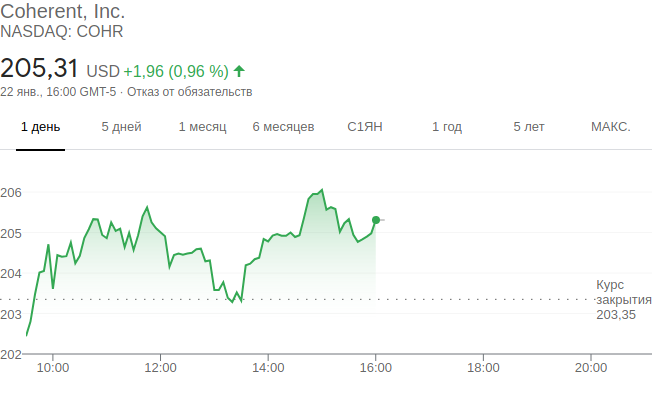 Coherent, Inc.
NASDAQ: COHR
205,31 USD +1,96 (0,96 %)
22 янв., 16:00 GMT-5 · Отказ от обязательств
1 день 5 дней 1 месяц 6 месяцев С1ЯН 1 год 5 лет МАКС.
206
205
204
Курс
закрытия
203,35
203
202
10:00 12:00 14:00 16:00 18:00 20:00